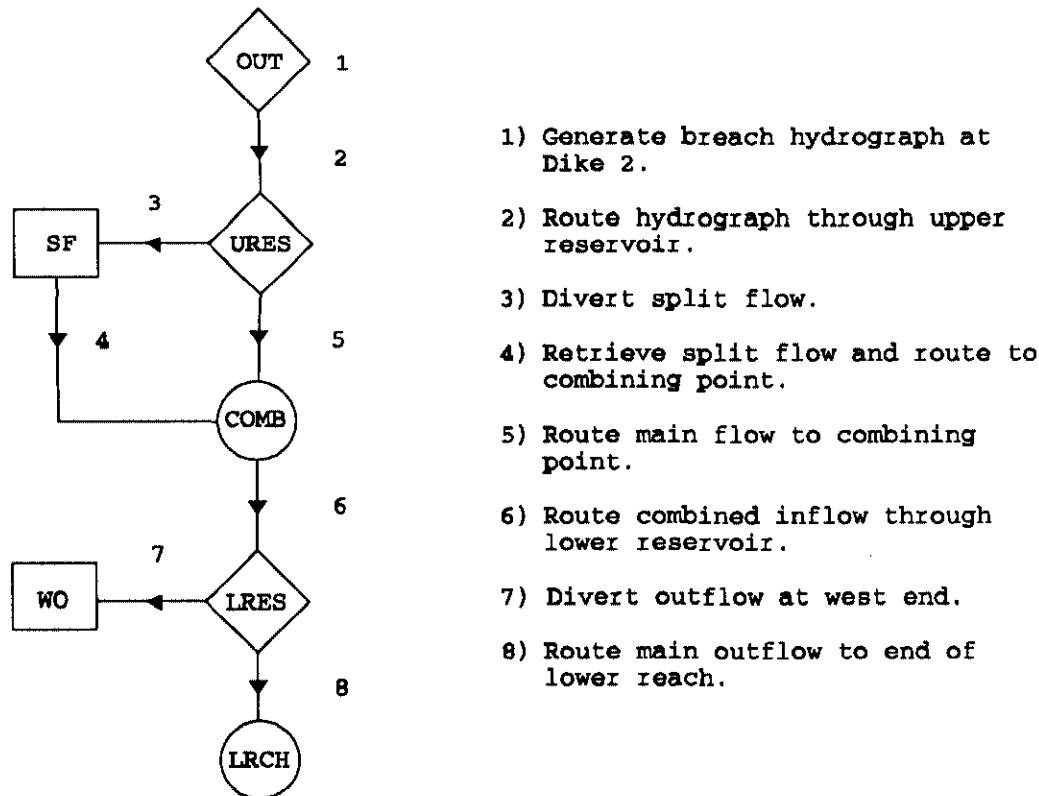 OUT 1
2
3
SF
URES
4
5
COMB
6
7
WO
LRES
8
LRCH
1) Generate breach hydrograph at
Dike 2.
2) Route hydrograph through upper
reservoir.
3) Divert split flow.
4) Retrieve split flow and route to
combining point.
5) Route main flow to combining
point.
6) Route combined inflow through
lower reservoir.
7) Divert outflow at west end.
8) Route main outflow to end of
lower reach.